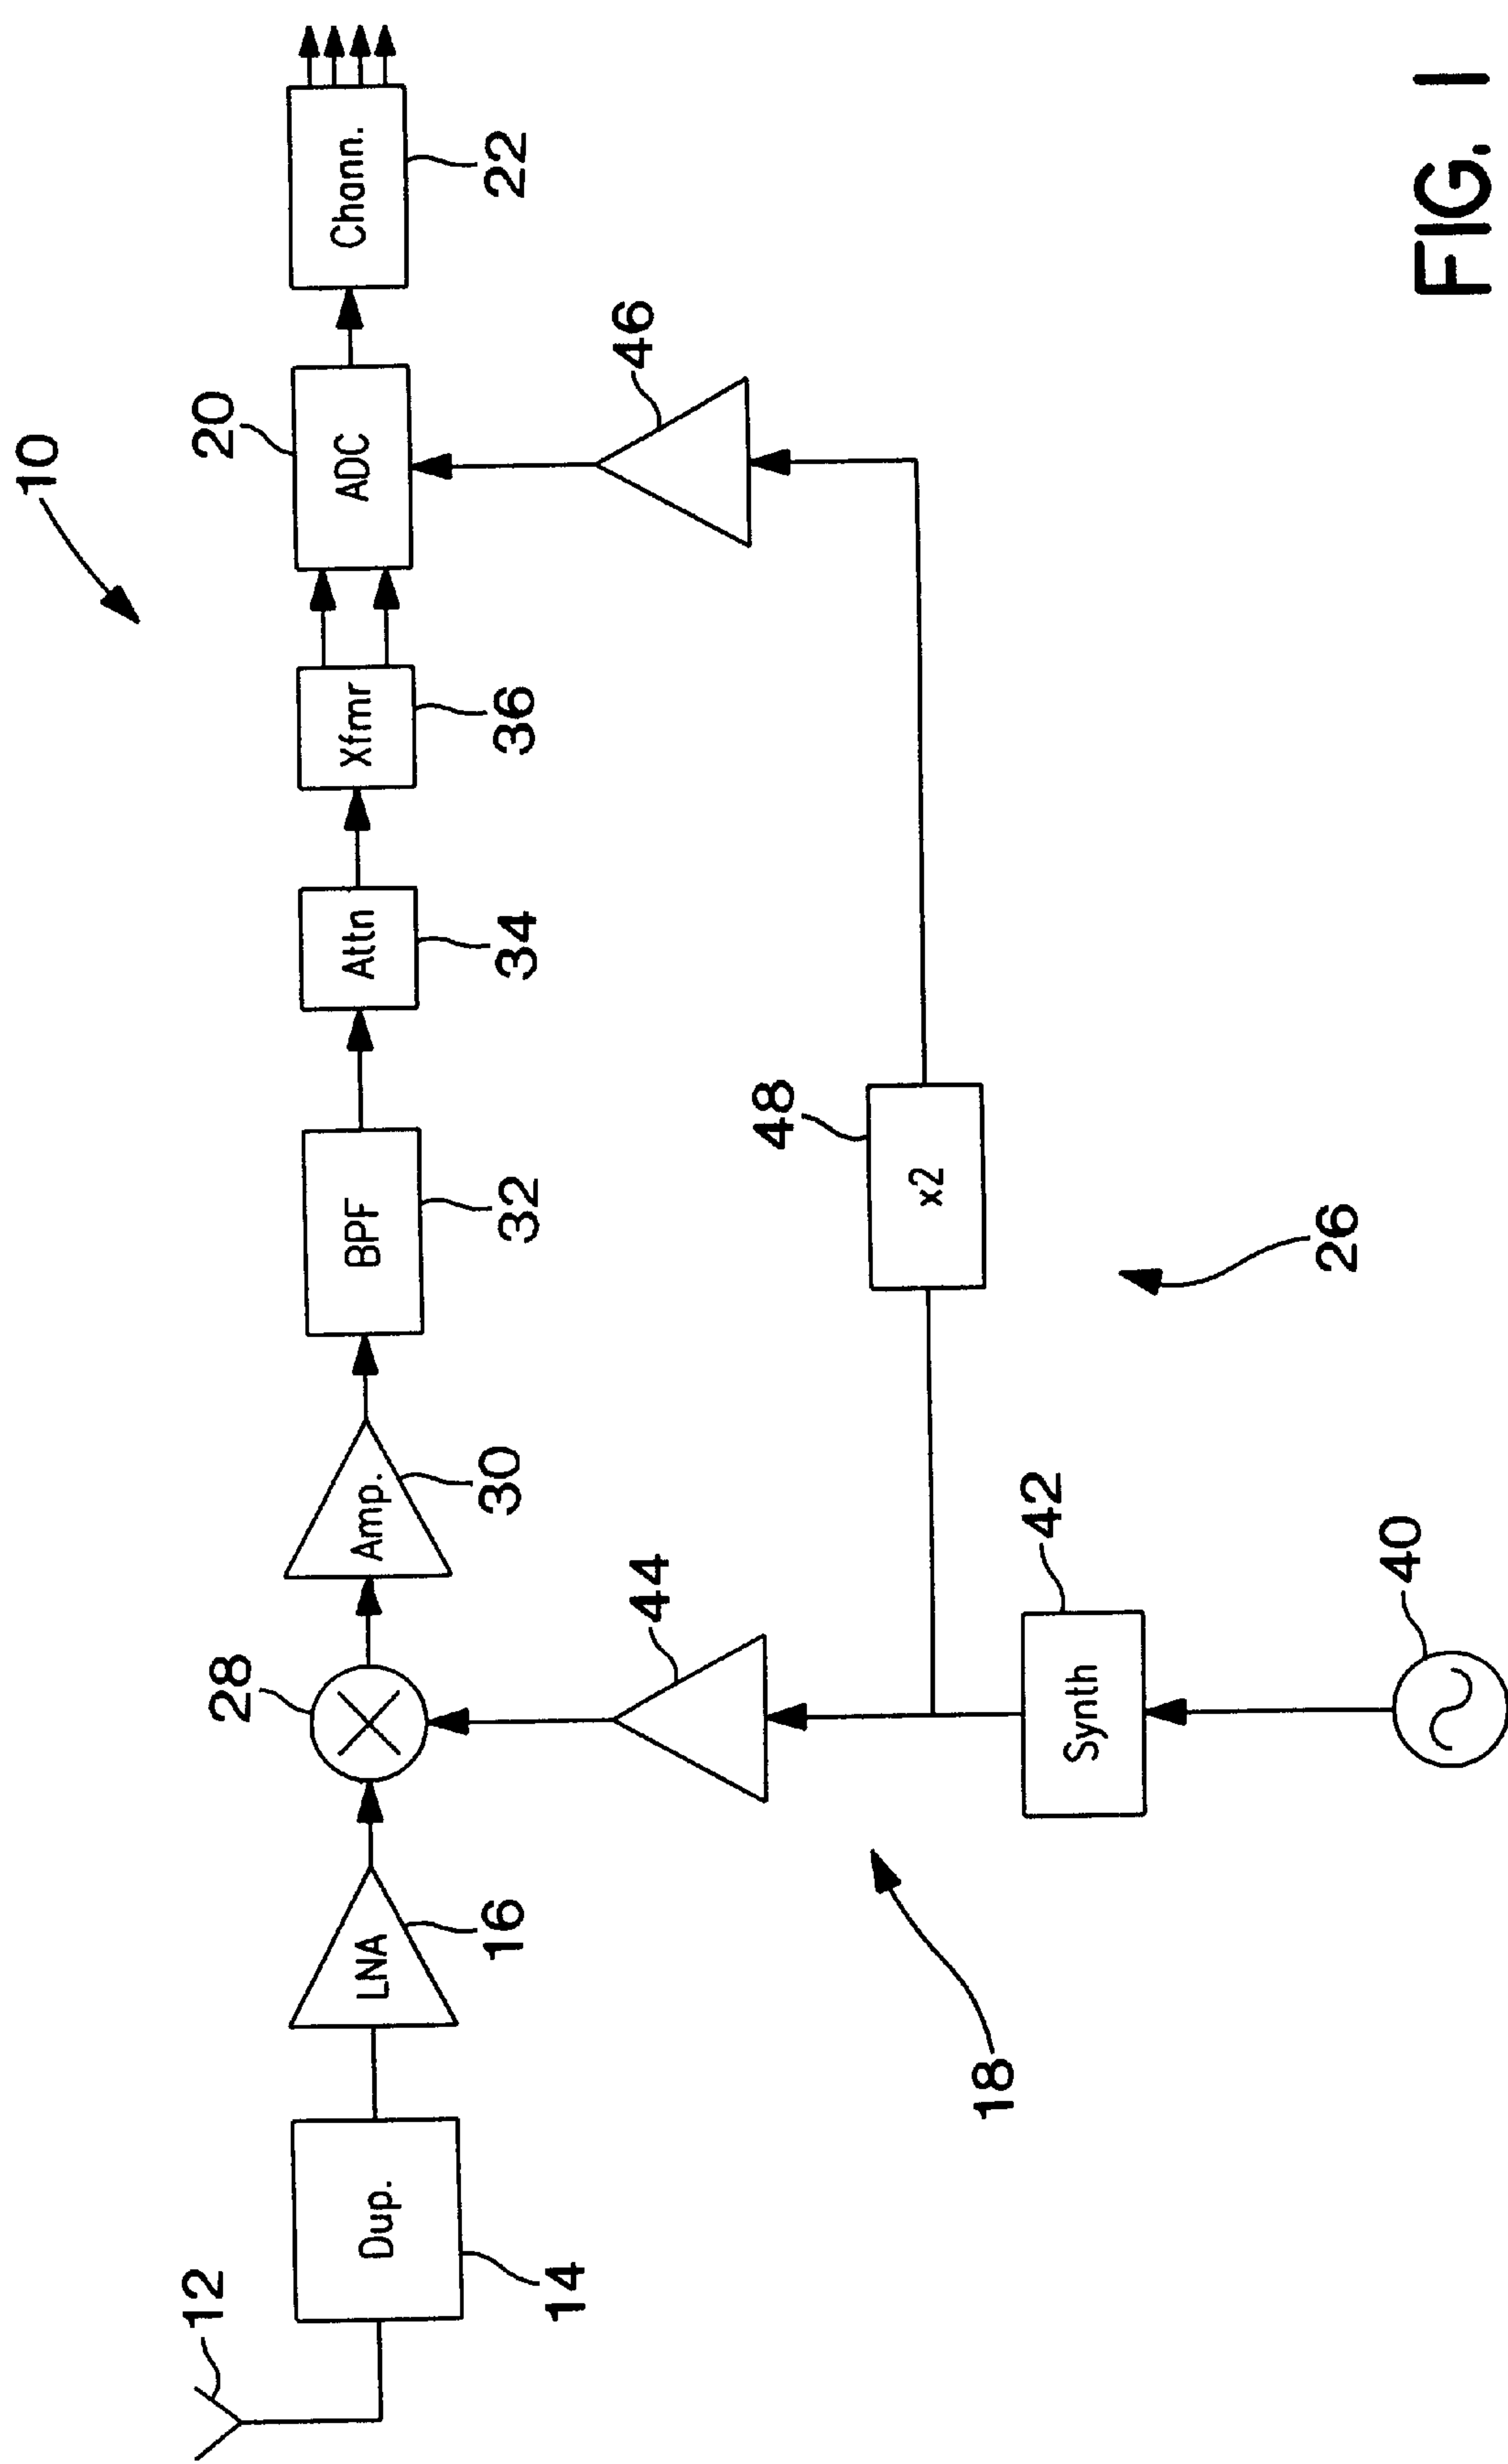 10
12
Dup.
14
LNA
16
28
Amp.
30
BPF
32
Attn
34
Xfmr
36
20
ADC
Chann.
22
18
44
46
x2
48
26
Synth
42
40
FIG. 1